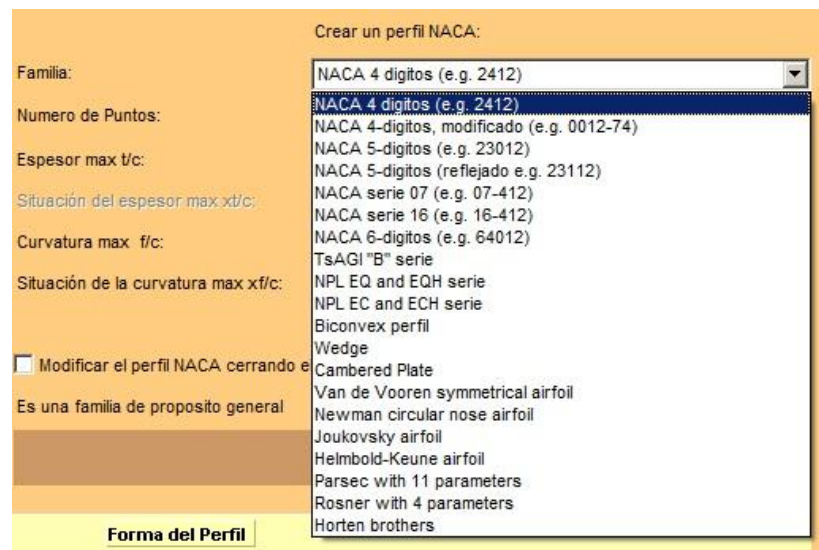 Crear un perfil NACA:
Familia:
NACA 4 digitos (e.g. 2412)
NACA 4 digitos (e.g. 2412)
Numero de Puntos:
NACA 4-digitos, modificado (e.g. 0012-74)
NACA 5-digitos (e.g. 23012)
Espesor max t/c:
NACA 5-digitos (reflejado e.g. 23112)
NACA serie 07 (e.g. 07-412)
Situación del espesor max xt/c:
NACA serie 16 (e.g. 16-412)
Curvatura max f/c:
NACA 6-digitos (e.g. 64012)
TsAGI "B" serie
Situación de la curvatura max xf/c:
NPL EQ and EQH serie
NPL EC and ECH serie
Biconvex perfil
Wedge
Modificar el perfil NACA cerrando e
Cambered Plate
Van de Vooren symmetrical airfoil
Es una familia de proposito general
Newman circular nose airfoil
Joukovsky airfoil
Helmbold-Keune airfoil
Parsec with 11 parameters
Rosner with 4 parameters
Horten brothers
Forma del Perfil